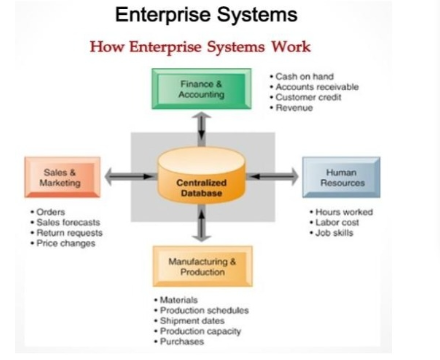 Enterprise Systems
How Enterprise Systems Work
Finance &
Accounting
• Cash on hand
• Accounts receivable
• Customer credit
• Revenue
Sales &
Marketing
• Orders
• Sales forecasts
• Return requests
• Price changes
Centralized
Database
Human
Resources
• Hours worked
• Labor cost
• Job skills
Manufacturing &
Production
• Materials
• Production schedules
• Shipment dates
• Production capacity
• Purchases